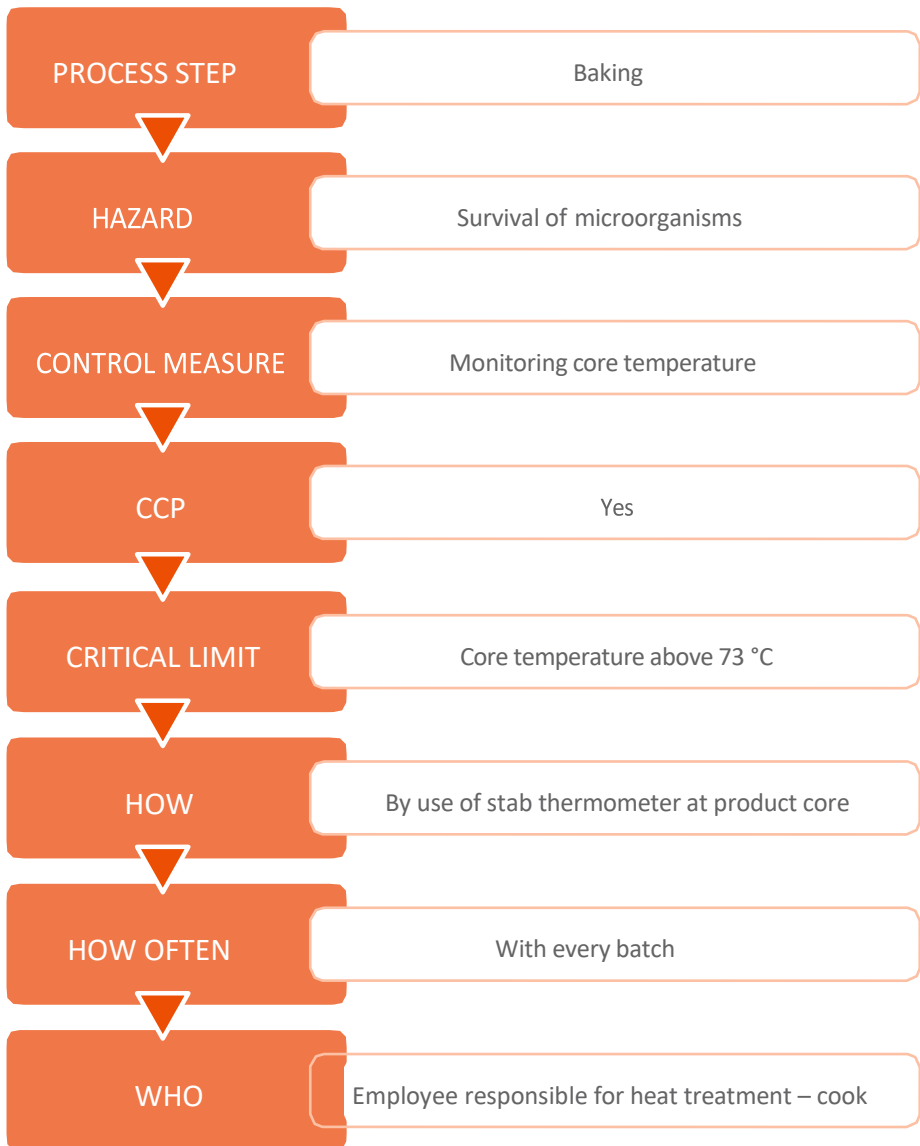 PROCESS STEP
Baking
HAZARD
Survival of microorganisms
CONTROL MEASURE
Monitoring core temperature
CCP
Yes
CRITICAL LIMIT
Core temperature above 73 °C
HOW
By use of stab thermometer at product core
HOW OFTEN
With every batch
WHO
Employee responsible for heat treatment – cook